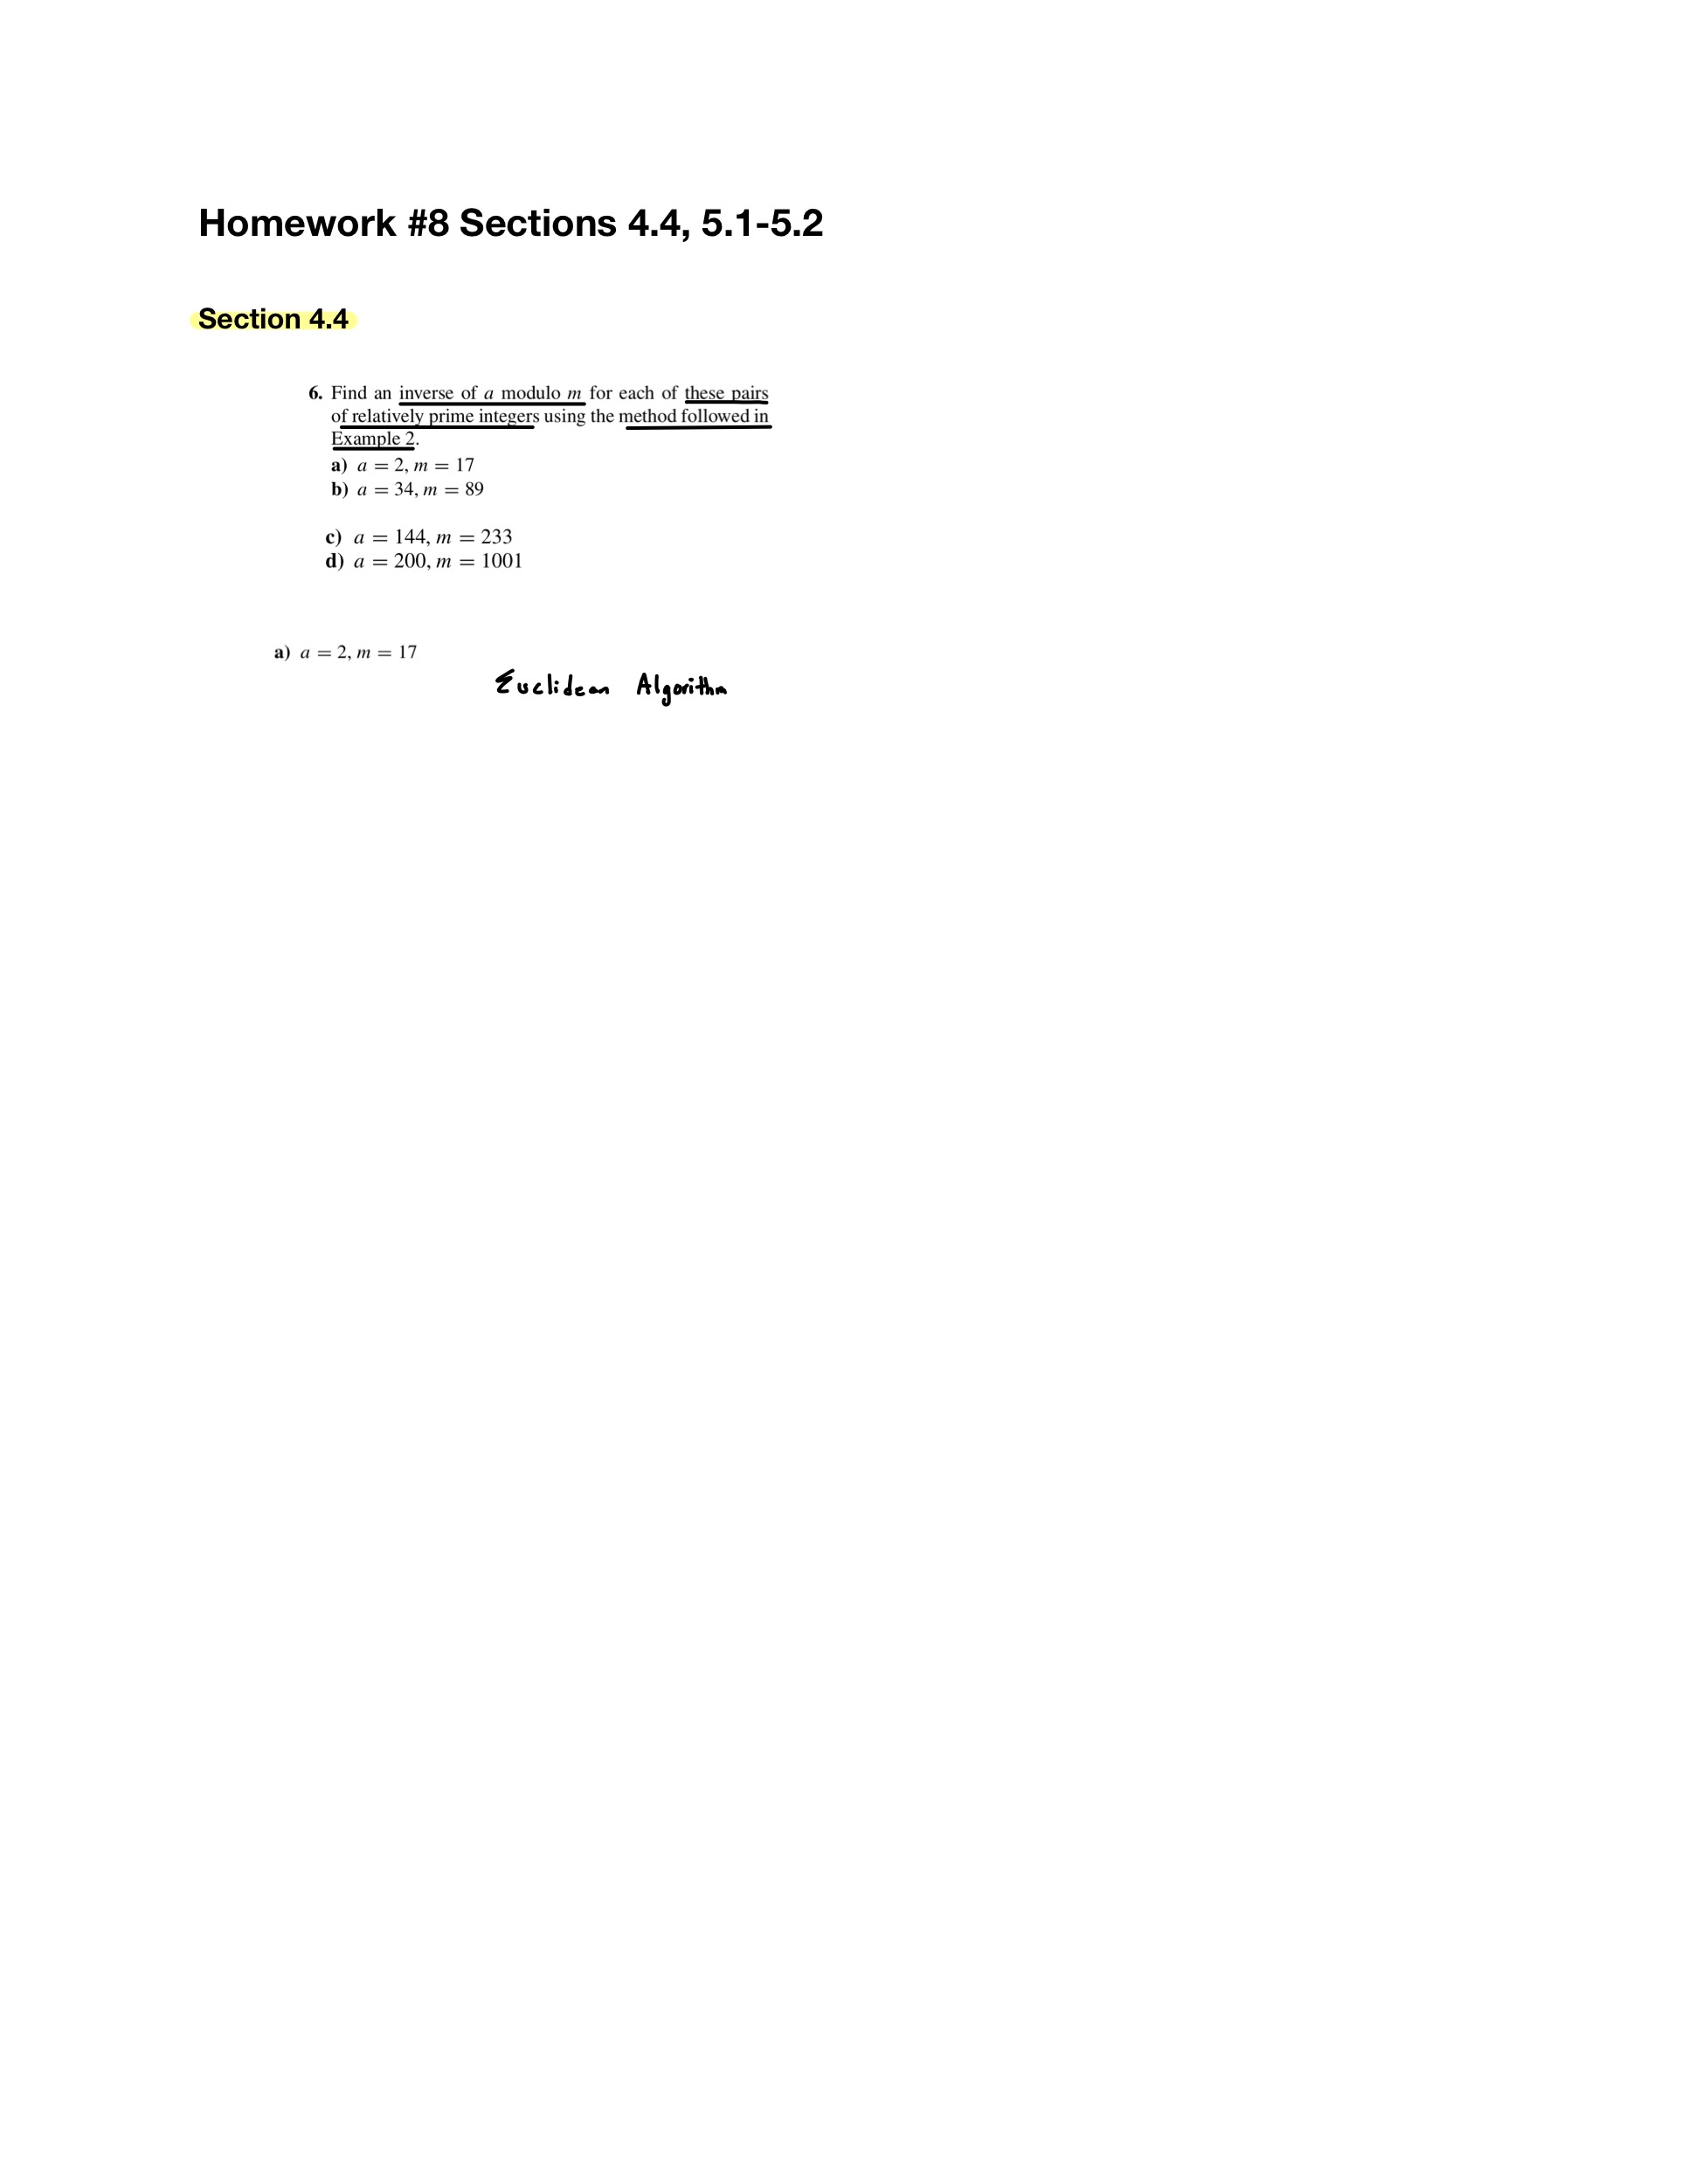 Homework #8 Sections 4.4, 5.1-5.2
Section 4.4
6. Find an inverse of a modulo m for each of these pairs
of relatively prime integers using the method followed in
Example 2.
a) a = 2, m = 17
b) a = 34, m = 89
c) a = 144, m = 233
d) a = 200, m = 1001
a) a = 2, m = 17
Euclidean Algorithm